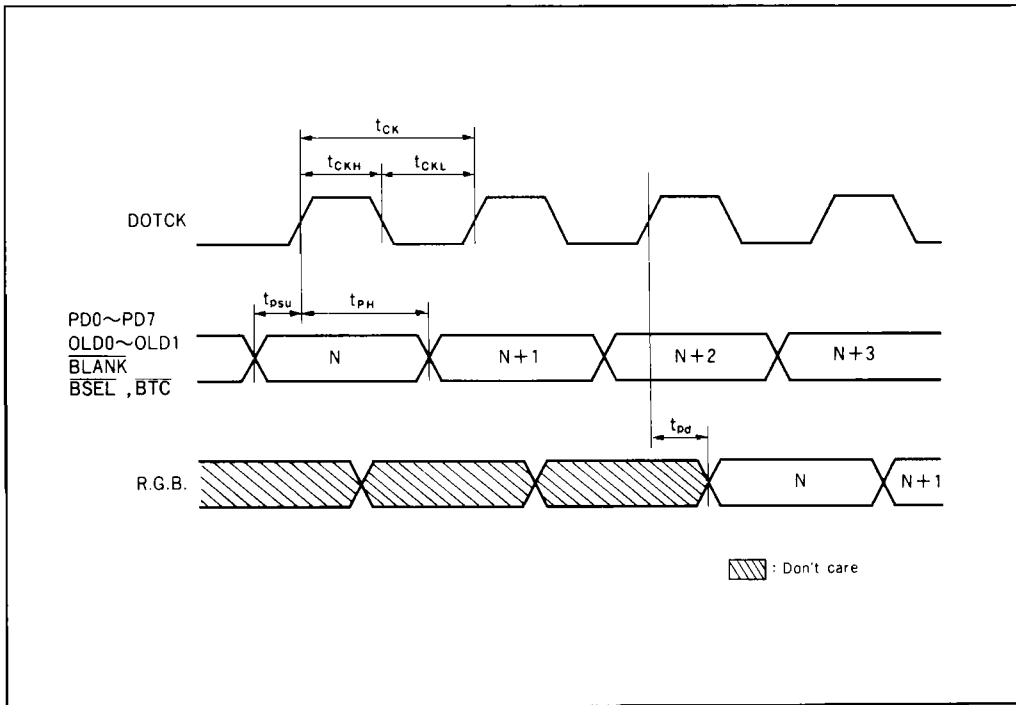 tCK
tCKH tCKL
DOTCK
tpsu tPH
PD0~PD7
OLD0~OLD1
BLANK
BSEL , BTC
N N+1 N+2 N+3
tpd
R.G.B. N N+1
: Don't care